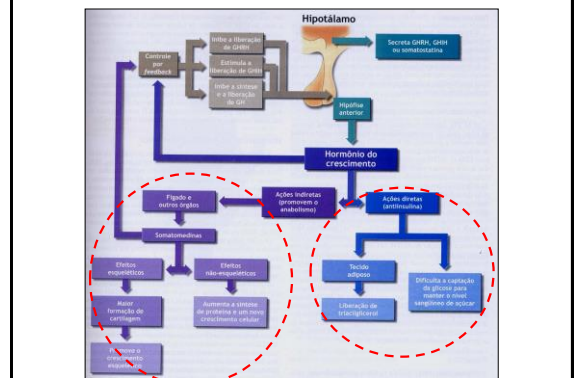 Hipotálamo
Secreta GHRH, GHIH
ou somatostatina
Inibe a liberação
de GHRH
Controle
por
feedback
Estimula a
liberação de GHIH
Inibe a síntese
e a liberação
de GH
Hipófise
anterior
Hormônio do
crescimento
Ações indiretas
(promovem o
anabolismo)
Ações diretas
(antiinsulina)
Fígado e
outros órgãos
Somatomedinas
Efeitos
esqueléticos
Efeitos
não-esqueléticos
Tecido
adiposo
Dificulta a captação
da glicose para
manter o nível
sangüíneo de açúcar
Maior
formação de
cartilagem
Aumenta a síntese
de proteína e um novo
crescimento celular
Liberação de
triacilglicerol
Promove o
crescimento
esquelético